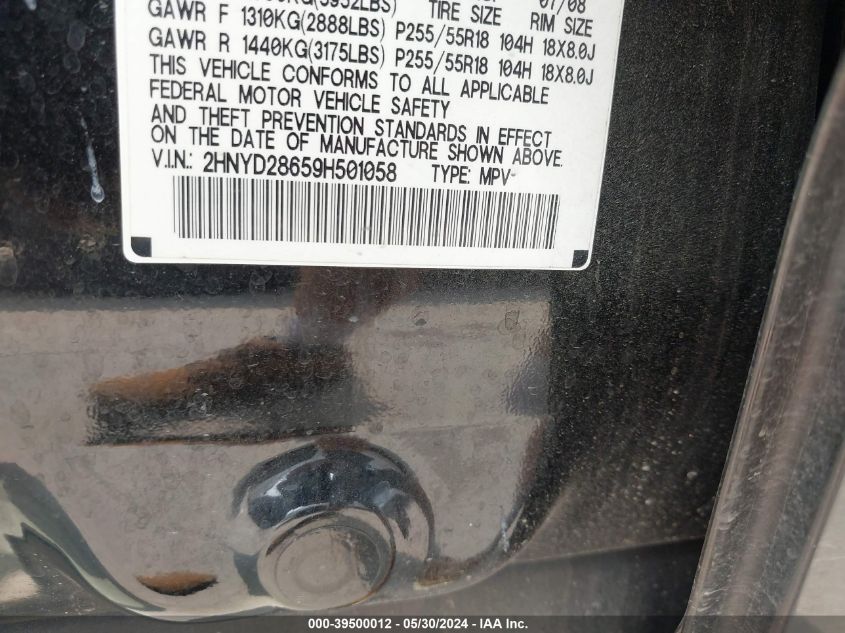 TIRE SIZE RIM SIZE
GAWR F 1310KG(2888LBS) P255/55R18 104H 18X8.0J
GAWR R 1440KG(3175LBS) P255/55R18 104H 18X8.0J
THIS VEHICLE CONFORMS TO ALL APPLICABLE
FEDERAL MOTOR VEHICLE SAFETY
AND THEFT PREVENTION STANDARDS IN EFFECT
ON THE DATE OF MANUFACTURE SHOWN ABOVE.
V.I.N.: 2HNYD28659H501058 TYPE: MPV
000-39500012 — 05/30/2024 — IAA Inc.